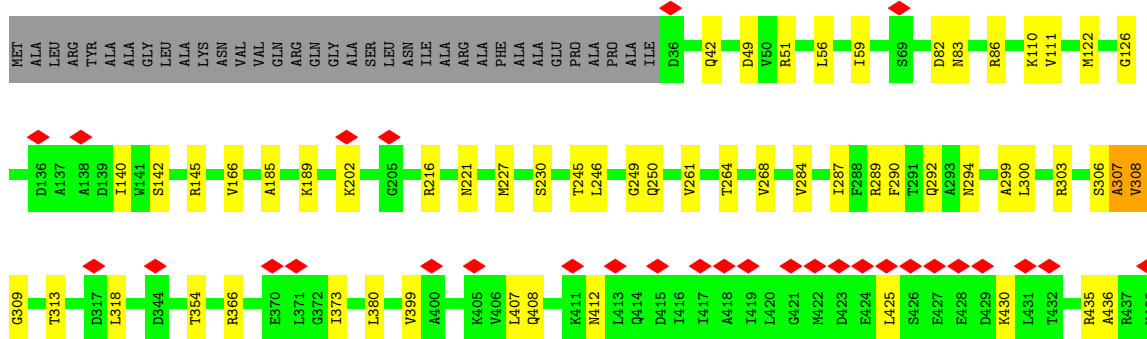 MET ALA LEU ARG TYR ALA ALA GLY LEU ALA LYS ASN VAL VAL GLN ARG GLN GLY ALA SER LEU ASN ILE ALA ARG ALA PHE ALA ALA GLU PRO ALA PRO ALA ILE D36 Q42 D49 V50 R51 L56 I59 S69 D82 N83 R86 K110 V111 M122 G126
D136 A137 A138 D139 I140 W141 S142 R145 V166 A185 K189 K202 G205 R216 N221 M227 S230 T245 L246 G249 Q250 V261 T264 V268 V284 I287 F288 R289 F290 T291 Q292 A293 N294 A299 L300 R303 S306 A307 V308
G309 T313 D317 L318 D344 T354 R366 E370 L371 G372 I373 L380 V399 A400 K405 V406 L407 Q408 K411 N412 L413 Q414 D415 I416 I417 A418 I419 L420 G421 M422 D423 E424 L425 S426 E427 E428 D429 K430 L431 T432 R435 A436 R437